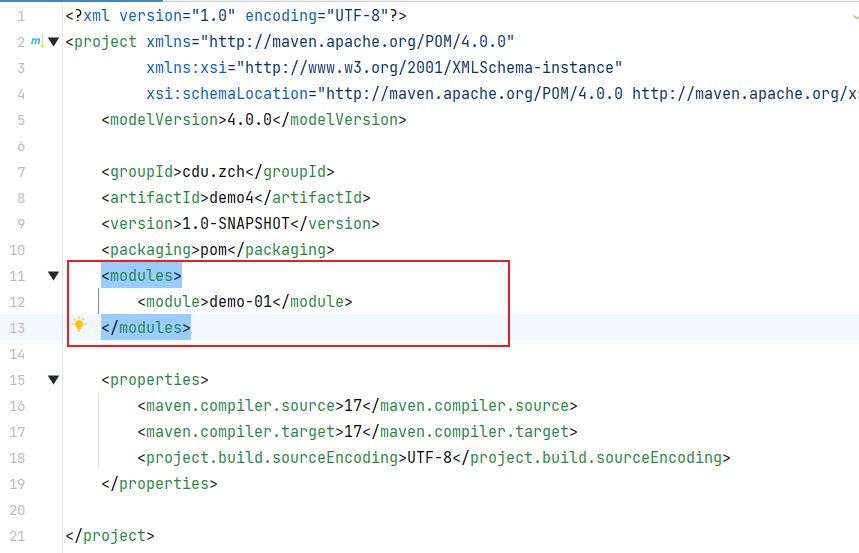 1 <?xml version="1.0" encoding="UTF-8"?>
2 <project xmlns="http://maven.apache.org/POM/4.0.0"
3 xmlns:xsi="http://www.w3.org/2001/XMLSchema-instance"
4 xsi:schemaLocation="http://maven.apache.org/POM/4.0.0 http://maven.apache.org/xs
5 <modelVersion>4.0.0</modelVersion>
6
7 <groupId>cdu.zch</groupId>
8 <artifactId>demo4</artifactId>
9 <version>1.0-SNAPSHOT</version>
10 <packaging>pom</packaging>
11 <modules>
12 <module>demo-01</module>
13 </modules>
14
15 <properties>
16 <maven.compiler.source>17</maven.compiler.source>
17 <maven.compiler.target>17</maven.compiler.target>
18 <project.build.sourceEncoding>UTF-8</project.build.sourceEncoding>
19 </properties>
20
21 </project>